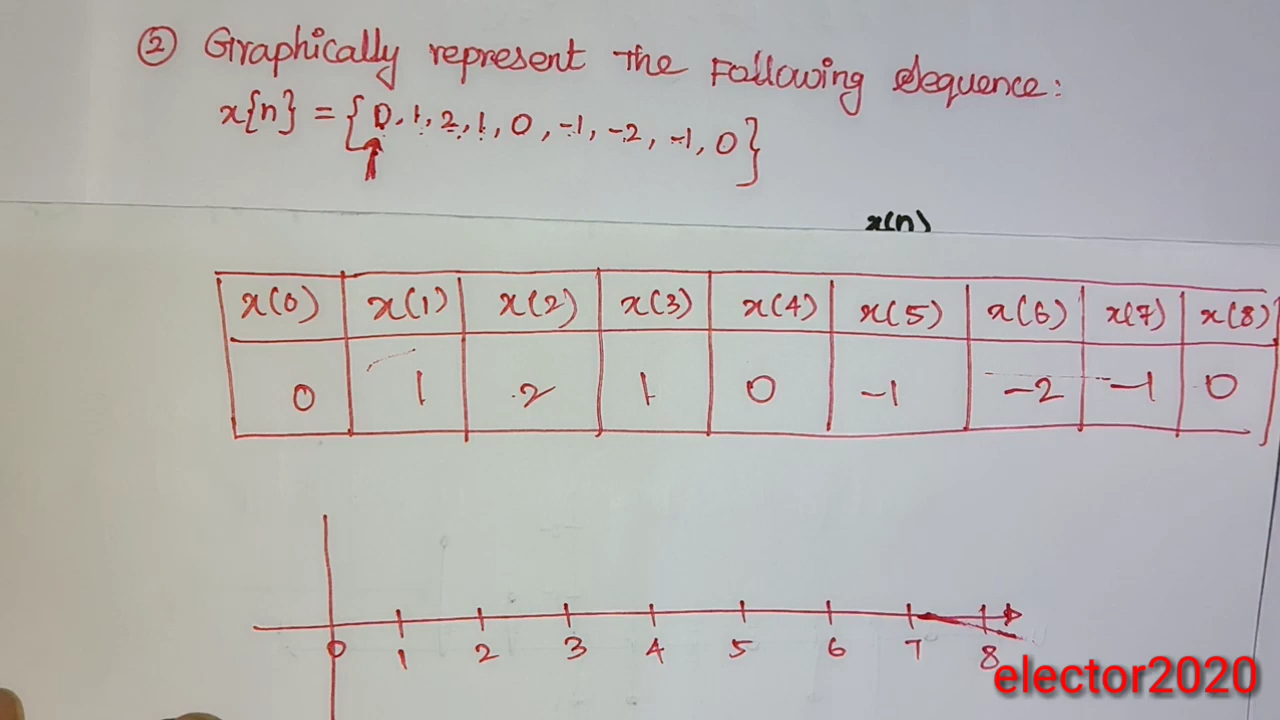 ② Graphically represent the Following Sequence:
x{n} = {0, 1, 2, 1, 0, -1, -2, -1, 0}
x(n)
x(0) x(1) x(2) x(3) x(4) x(5) x(6) x(7) x(8)
0 1 2 1 0 -1 -2 -1 0
0 1 2 3 4 5 6 7 8
elector2020